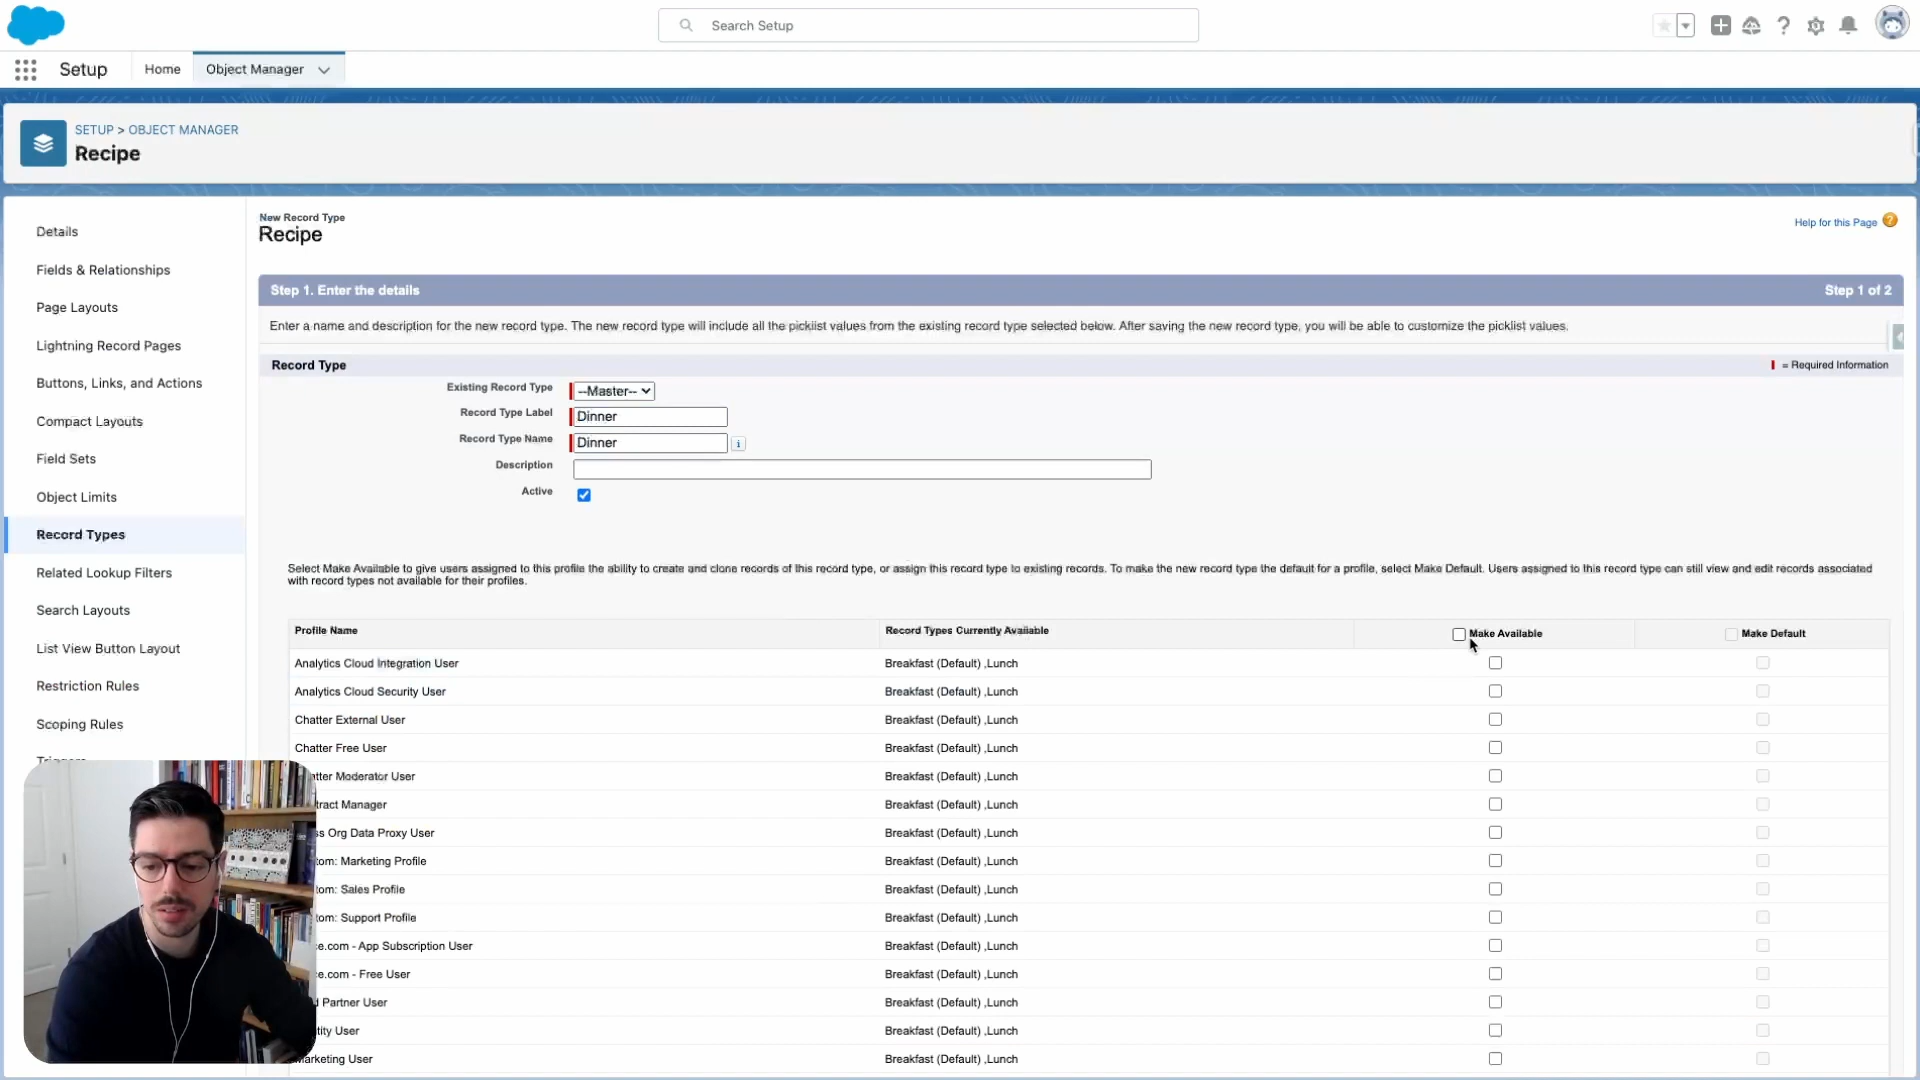 Search Setup
Setup
Home
Object Manager
SETUP > OBJECT MANAGER
Recipe
Details
Fields & Relationships
Page Layouts
Lightning Record Pages
Buttons, Links, and Actions
Compact Layouts
Field Sets
Object Limits
Record Types
Related Lookup Filters
Search Layouts
List View Button Layout
Restriction Rules
Scoping Rules
Triggers
New Record Type
Recipe
Help for this Page
Step 1. Enter the details
Step 1 of 2
Enter a name and description for the new record type. The new record type will include all the picklist values from the existing record type selected below. After saving the new record type, you will be able to customize the picklist values.
Record Type
= Required Information
Existing Record Type
--Master--
Record Type Label
Dinner
Record Type Name
Dinner
i
Description
Active
Select Make Available to give users assigned to this profile the ability to create and clone records of this record type, or assign this record type to existing records. To make the new record type the default for a profile, select Make Default. Users assigned to this record type can still view and edit records associated
with record types not available for their profiles.
Profile Name
Record Types Currently Available
Make Available
Make Default
Analytics Cloud Integration User
Breakfast (Default) ,Lunch
Analytics Cloud Security User
Breakfast (Default) ,Lunch
Chatter External User
Breakfast (Default) ,Lunch
Chatter Free User
Breakfast (Default) ,Lunch
tter Moderator User
Breakfast (Default) ,Lunch
tract Manager
Breakfast (Default) ,Lunch
ss Org Data Proxy User
Breakfast (Default) ,Lunch
tom: Marketing Profile
Breakfast (Default) ,Lunch
tom: Sales Profile
Breakfast (Default) ,Lunch
tom: Support Profile
Breakfast (Default) ,Lunch
ce.com - App Subscription User
Breakfast (Default) ,Lunch
ce.com - Free User
Breakfast (Default) ,Lunch
d Partner User
Breakfast (Default) ,Lunch
tity User
Breakfast (Default) ,Lunch
Marketing User
Breakfast (Default) ,Lunch